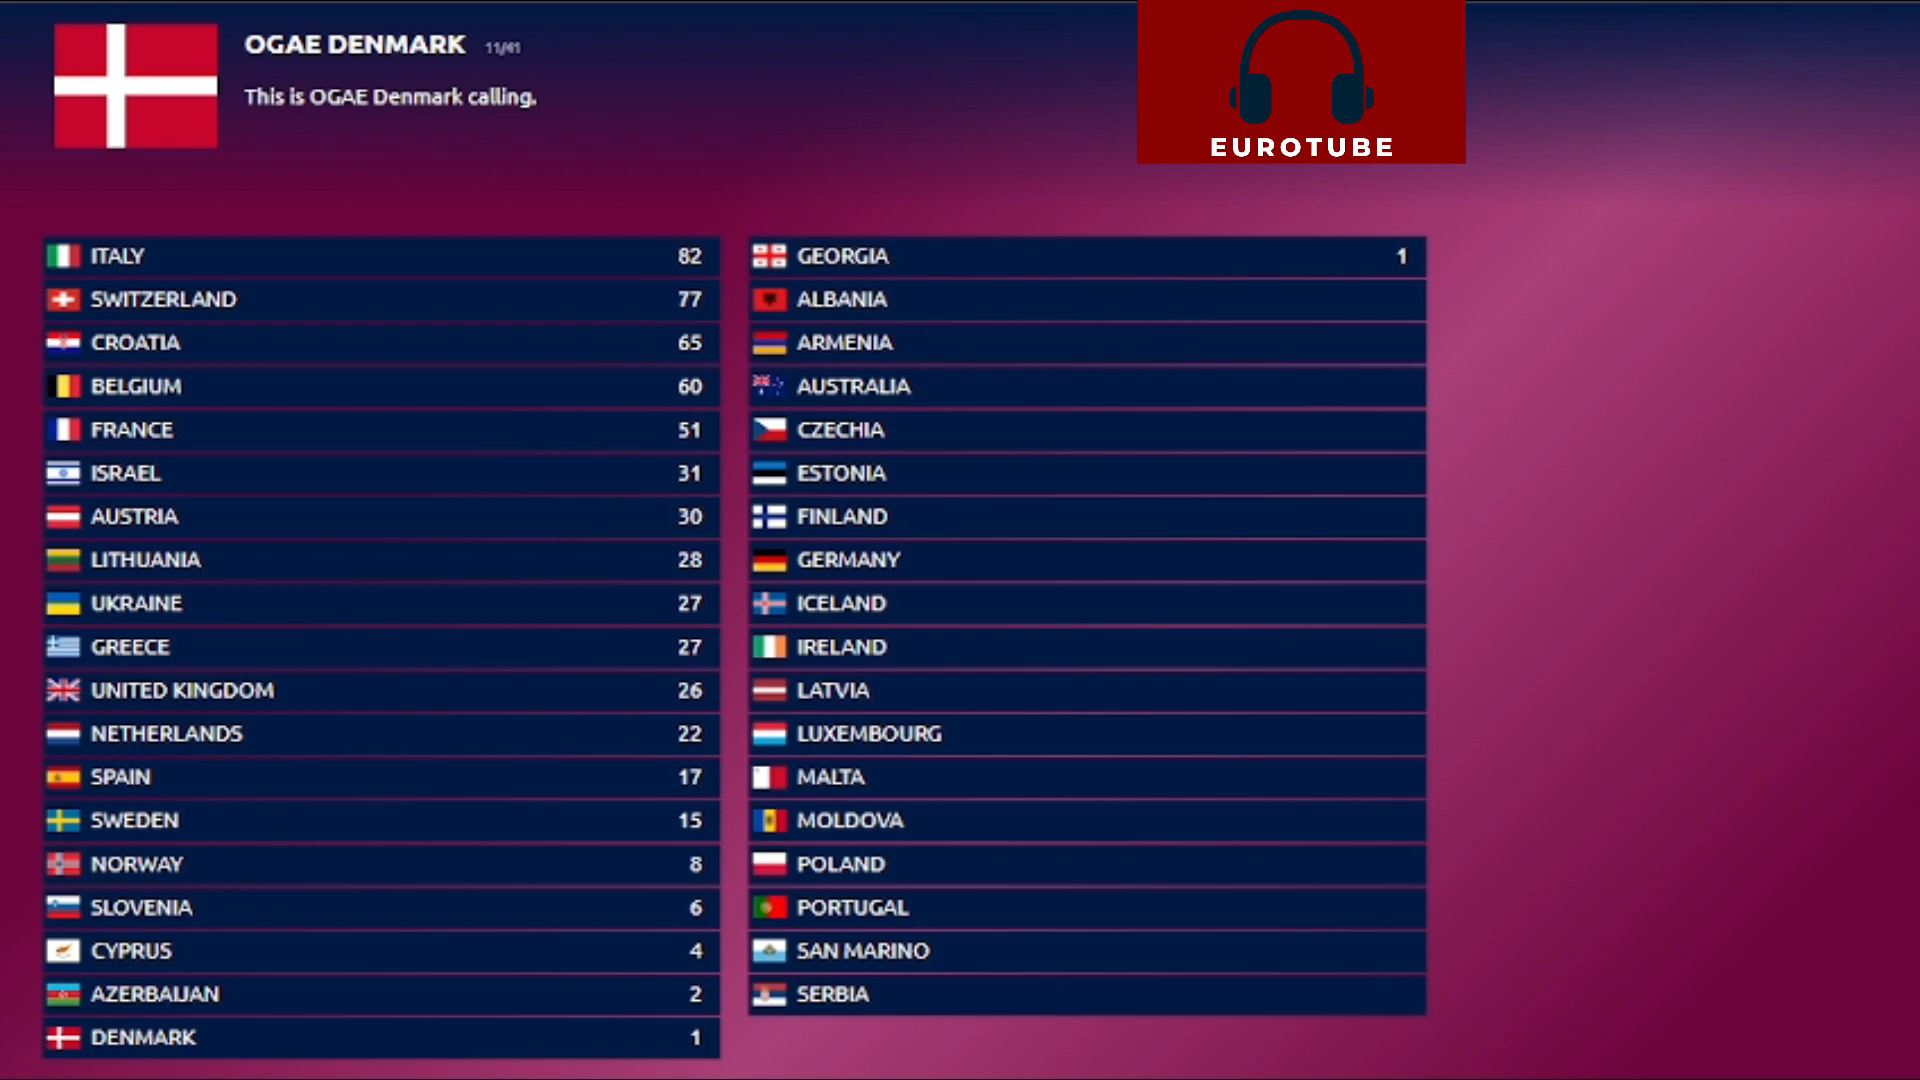 OGAE DENMARK 11/41
This is OGAE Denmark calling.
EUROTUBE
ITALY 82
SWITZERLAND 77
CROATIA 65
BELGIUM 60
FRANCE 51
ISRAEL 31
AUSTRIA 30
LITHUANIA 28
UKRAINE 27
GREECE 27
UNITED KINGDOM 26
NETHERLANDS 22
SPAIN 17
SWEDEN 15
NORWAY 8
SLOVENIA 6
CYPRUS 4
AZERBAIJAN 2
DENMARK 1
GEORGIA 1
ALBANIA
ARMENIA
AUSTRALIA
CZECHIA
ESTONIA
FINLAND
GERMANY
ICELAND
IRELAND
LATVIA
LUXEMBOURG
MALTA
MOLDOVA
POLAND
PORTUGAL
SAN MARINO
SERBIA